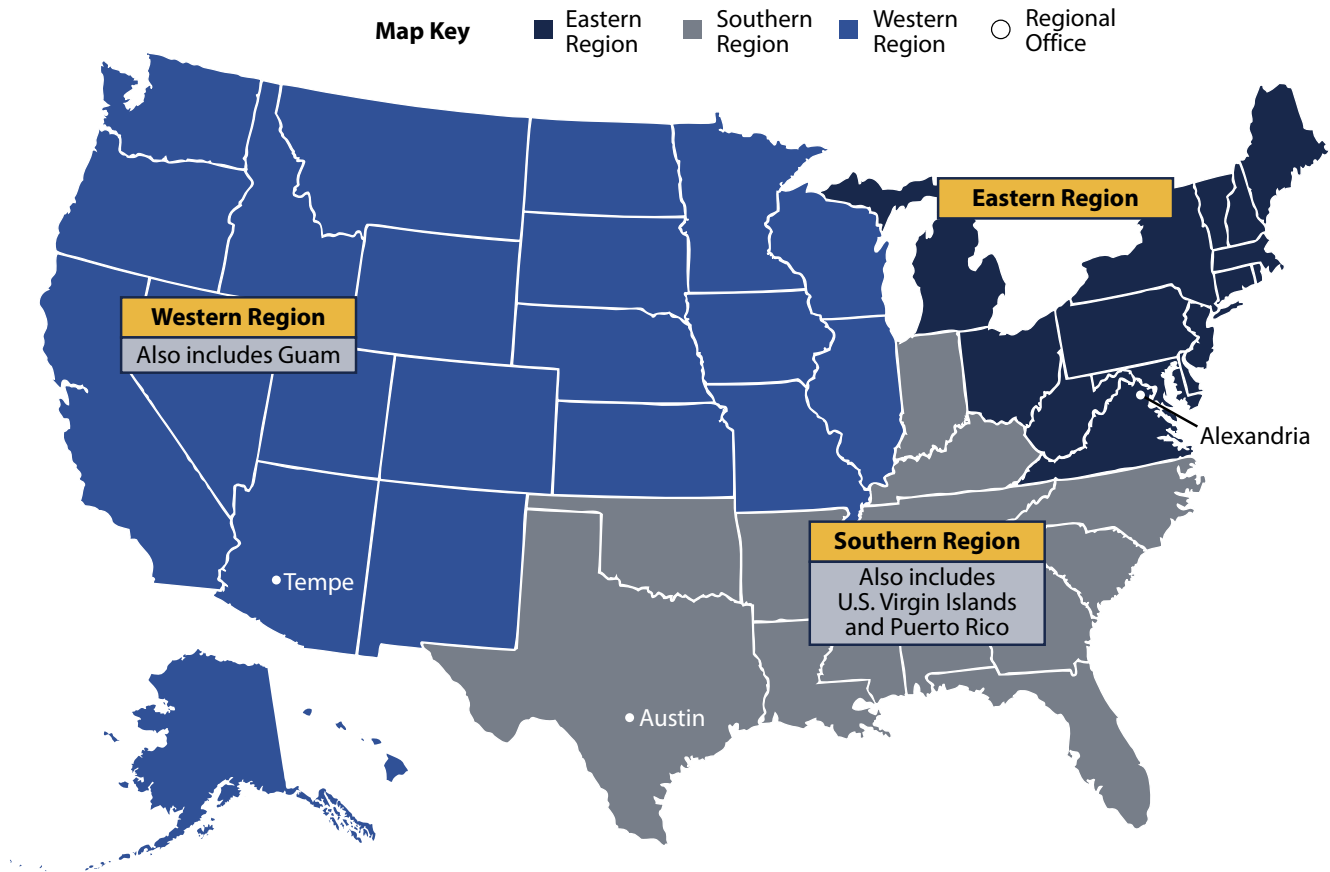 Map Key
Eastern
Region
Southern
Region
Western
Region
Regional
Office
Eastern Region
Western Region
Also includes Guam
Alexandria
Southern Region
Also includes
U.S. Virgin Islands
and Puerto Rico
Tempe
Austin